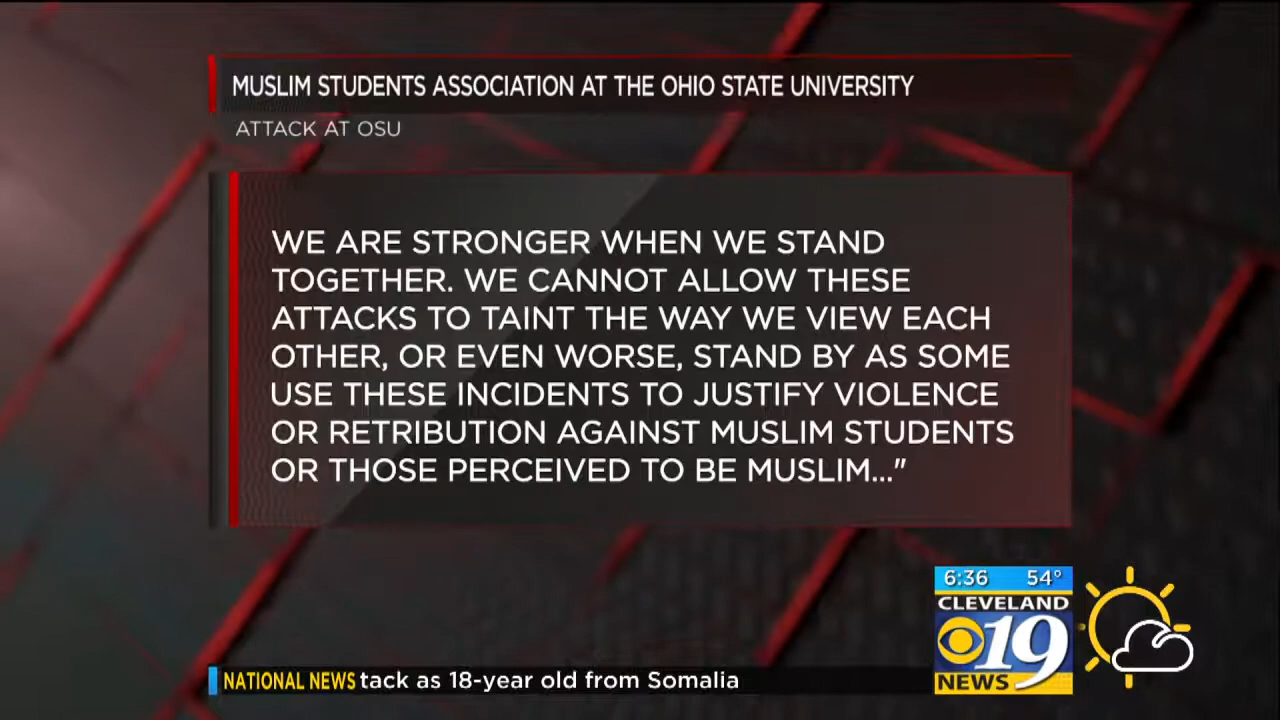 MUSLIM STUDENTS ASSOCIATION AT THE OHIO STATE UNIVERSITY
ATTACK AT OSU
WE ARE STRONGER WHEN WE STAND
TOGETHER. WE CANNOT ALLOW THESE
ATTACKS TO TAINT THE WAY WE VIEW EACH
OTHER, OR EVEN WORSE, STAND BY AS SOME
USE THESE INCIDENTS TO JUSTIFY VIOLENCE
OR RETRIBUTION AGAINST MUSLIM STUDENTS
OR THOSE PERCEIVED TO BE MUSLIM..."
6:36 54°
CLEVELAND
19
NEWS
NATIONAL NEWS tack as 18-year old from Somalia